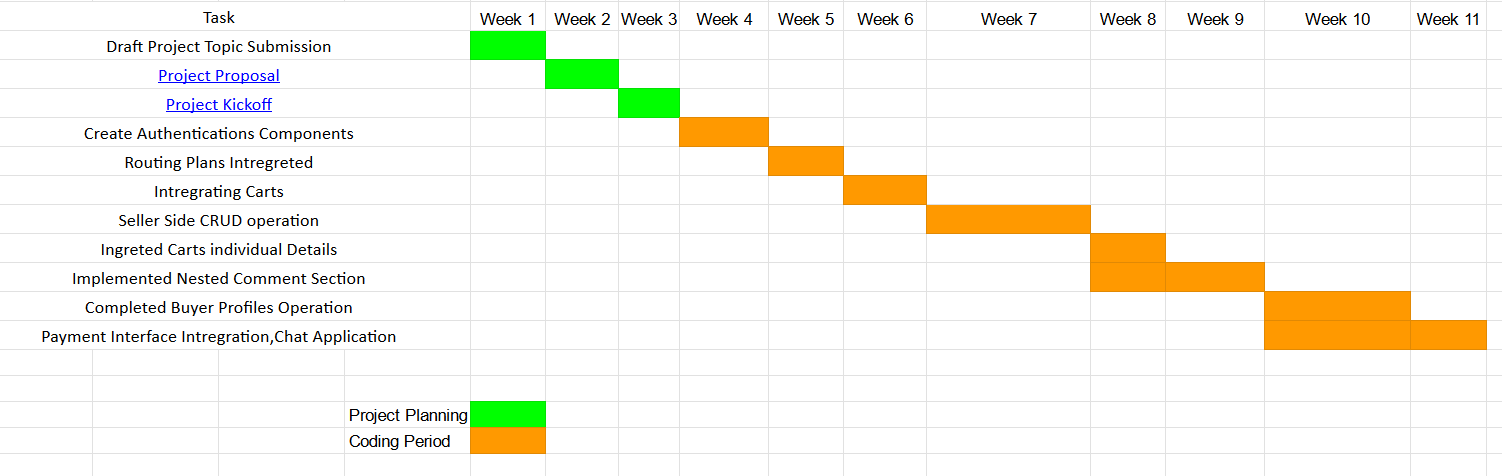 Task Week 1 Week 2 Week 3 Week 4 Week 5 Week 6 Week 7 Week 8 Week 9 Week 10 Week 11
Draft Project Topic Submission
Project Proposal
Project Kickoff
Create Authentications Components
Routing Plans Intregreted
Intregrating Carts
Seller Side CRUD operation
Ingreted Carts individual Details
Implemented Nested Comment Section
Completed Buyer Profiles Operation
Payment Interface Intregration,Chat Application
Project Planning
Coding Period